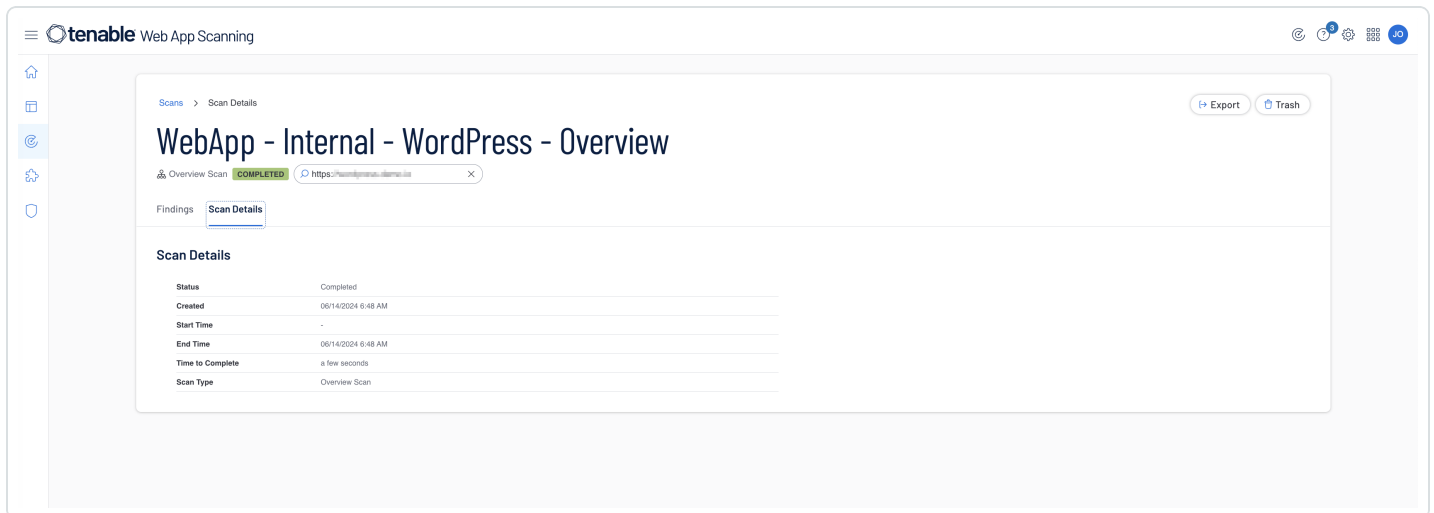 tenable Web App Scanning
3
JO
Scans > Scan Details
Export
Trash
WebApp - Internal - WordPress - Overview
Overview Scan COMPLETED https:
Findings Scan Details
Scan Details
Status Completed
Created 06/14/2024 6:48 AM
Start Time -
End Time 06/14/2024 6:48 AM
Time to Complete a few seconds
Scan Type Overview Scan